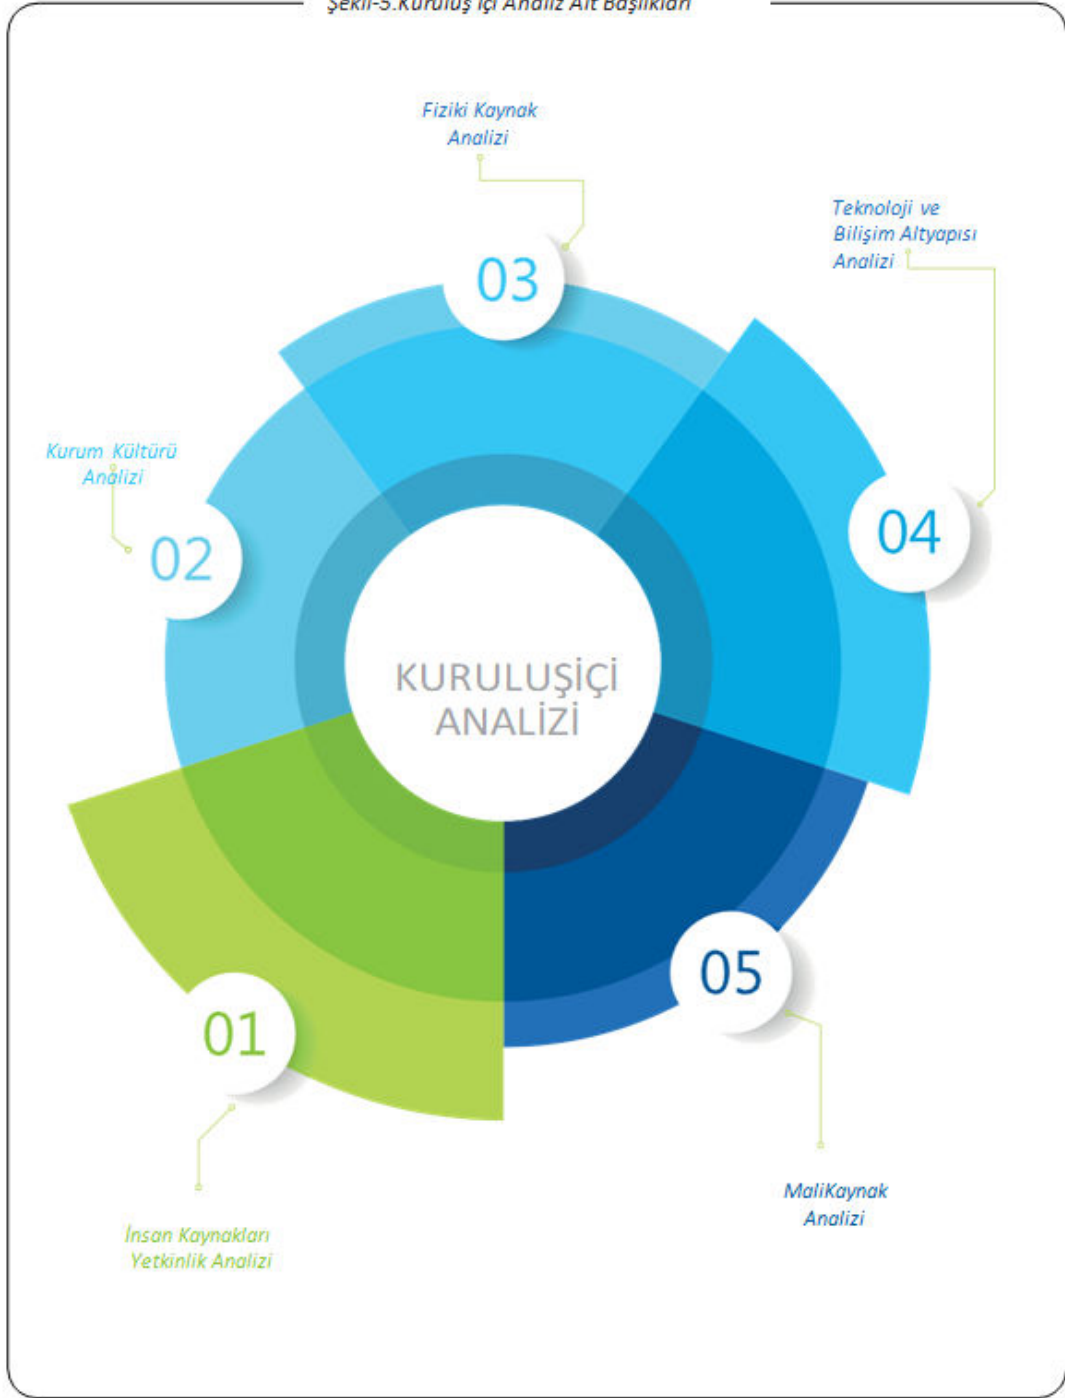 Şekil-5.Kuruluş İçi Analiz Alt Başlıkları
Fiziki Kaynak
Analizi
Teknoloji ve
Bilişim Altyapısı
Analizi
03
Kurum Kültürü
Analizi
04
02
KURULUŞİÇİ
ANALİZİ
05
01
MaliKaynak
Analizi
İnsan Kaynakları
Yetkinlik Analizi